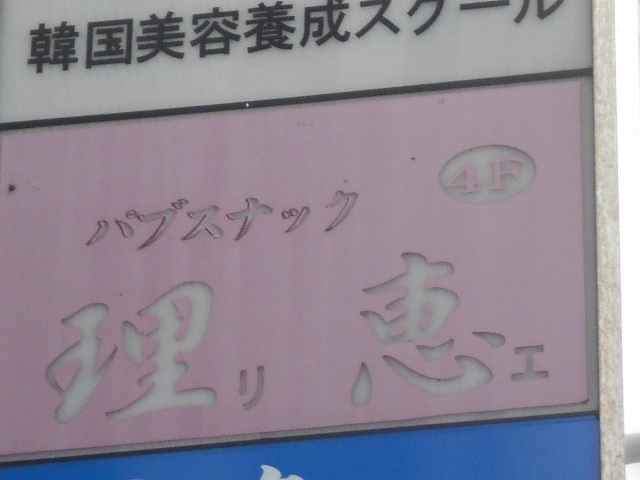 韓国美容養成スクール
4F
パブスナック
理リ 恵エ